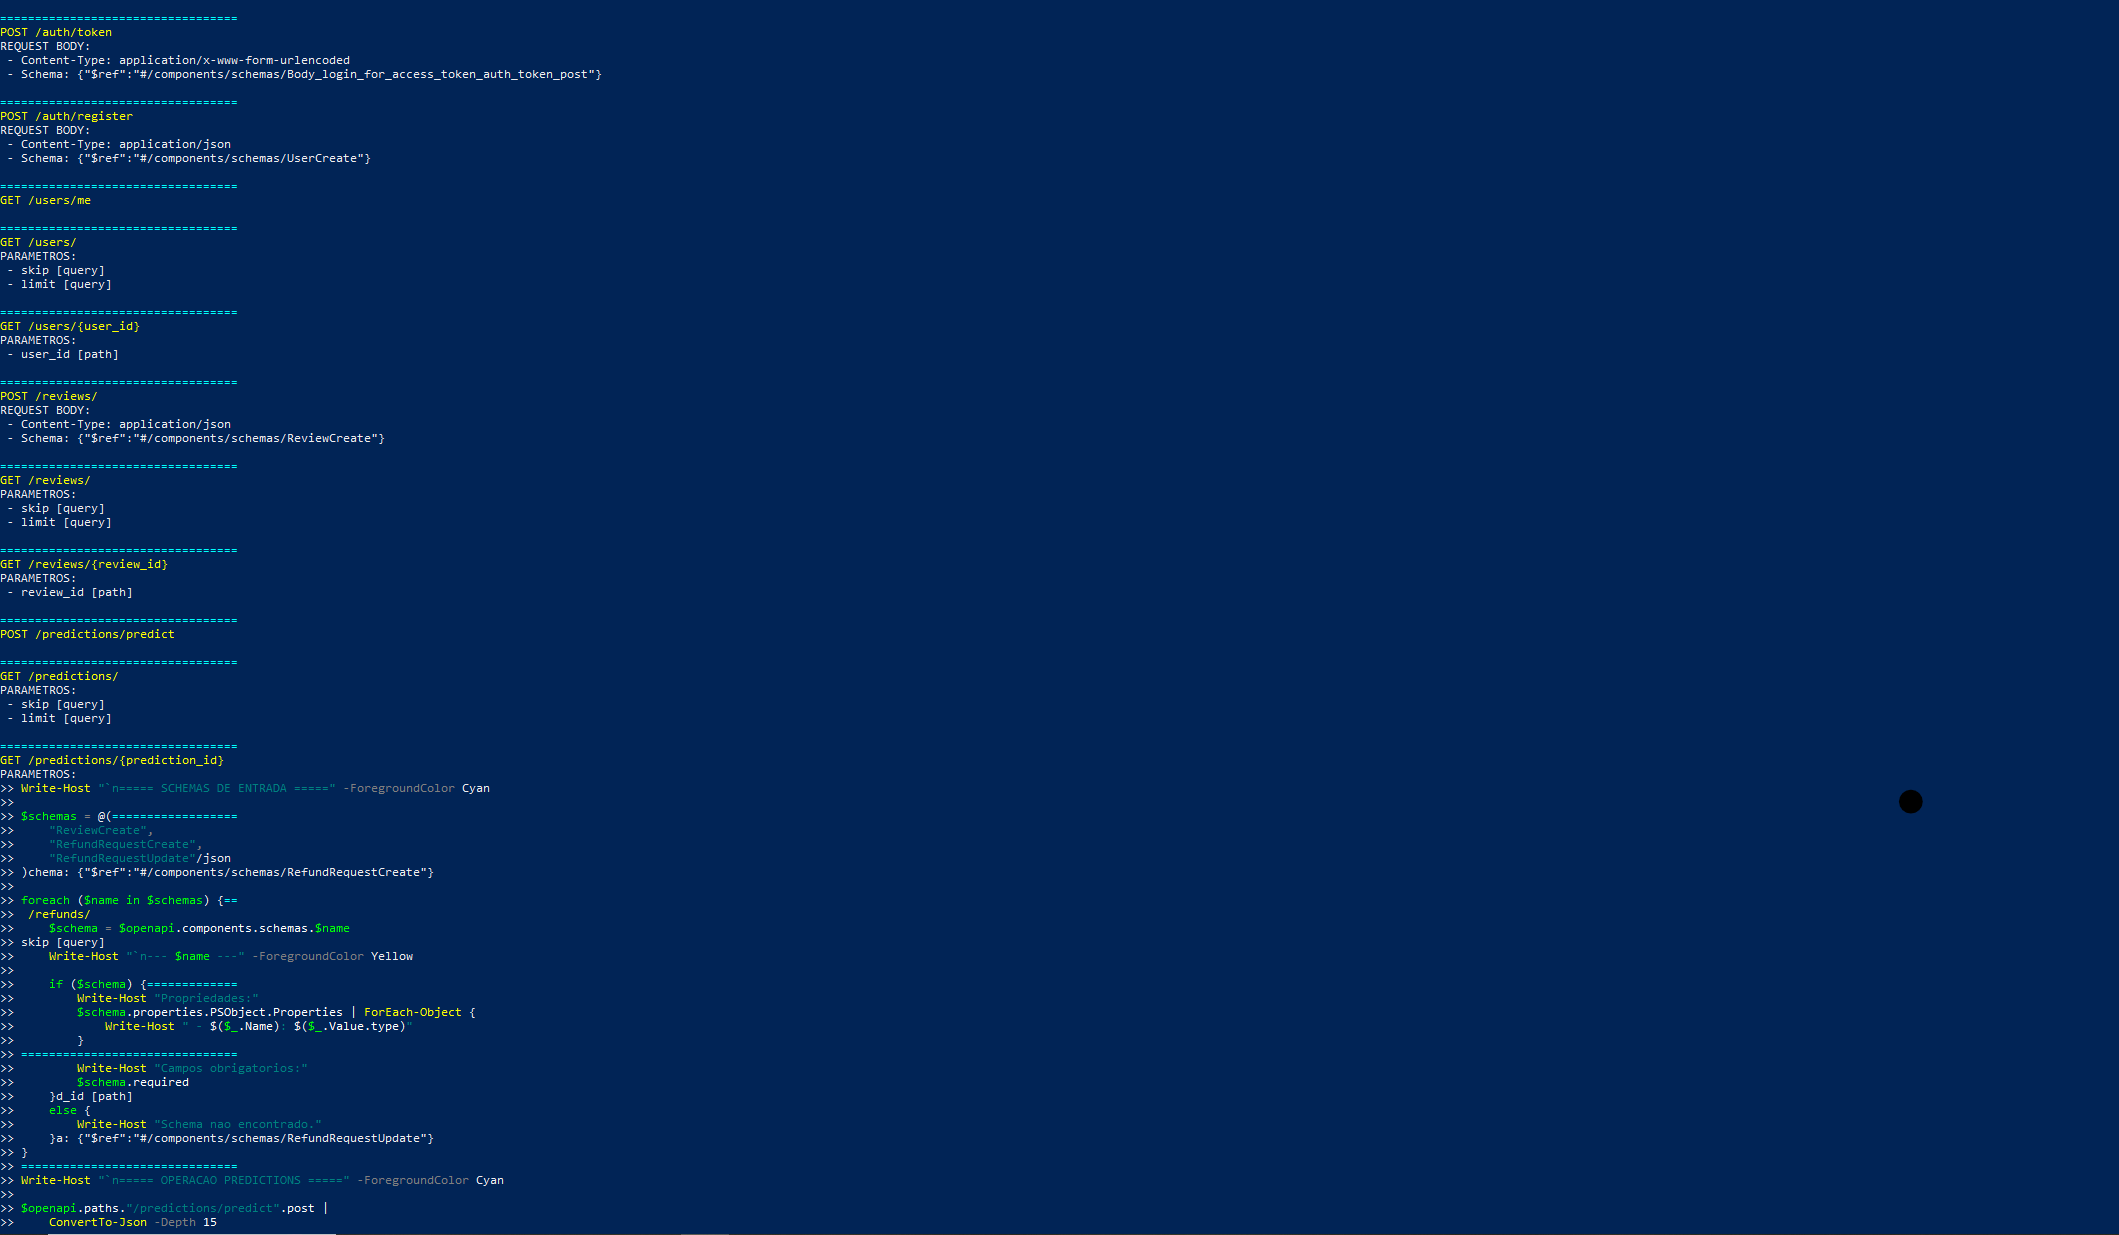 ==================================
POST /auth/token
REQUEST BODY:
 - Content-Type: application/x-www-form-urlencoded
 - Schema: {"$ref":"#/components/schemas/Body_login_for_access_token_auth_token_post"}
==================================
POST /auth/register
REQUEST BODY:
 - Content-Type: application/json
 - Schema: {"$ref":"#/components/schemas/UserCreate"}
==================================
GET /users/me
==================================
GET /users/
PARAMETROS:
 - skip [query]
 - limit [query]
==================================
GET /users/{user_id}
PARAMETROS:
 - user_id [path]
==================================
POST /reviews/
REQUEST BODY:
 - Content-Type: application/json
 - Schema: {"$ref":"#/components/schemas/ReviewCreate"}
==================================
GET /reviews/
PARAMETROS:
 - skip [query]
 - limit [query]
==================================
GET /reviews/{review_id}
PARAMETROS:
 - review_id [path]
==================================
POST /predictions/predict
==================================
GET /predictions/
PARAMETROS:
 - skip [query]
 - limit [query]
==================================
GET /predictions/{prediction_id}
PARAMETROS:
>> Write-Host "`n===== SCHEMAS DE ENTRADA =====" -ForegroundColor Cyan
>>
>> $schemas = @(==================
>>     "ReviewCreate",
>>     "RefundRequestCreate",
>>     "RefundRequestUpdate"/json
>> )chema: {"$ref":"#/components/schemas/RefundRequestCreate"}
>>
>> foreach ($name in $schemas) {==
>>  /refunds/
>>     $schema = $openapi.components.schemas.$name
>> skip [query]
>>     Write-Host "`n--- $name ---" -ForegroundColor Yellow
>>
>>     if ($schema) {=============
>>         Write-Host "Propriedades:"
>>         $schema.properties.PSObject.Properties | ForEach-Object {
>>             Write-Host " - $($_.Name): $($_.Value.type)"
>>         }
>> ===============================
>>         Write-Host "Campos obrigatorios:"
>>         $schema.required
>>     }d_id [path]
>>     else {
>>         Write-Host "Schema nao encontrado."
>>     }a: {"$ref":"#/components/schemas/RefundRequestUpdate"}
>> }
>> ===============================
>> Write-Host "`n===== OPERACAO PREDICTIONS =====" -ForegroundColor Cyan
>>
>> $openapi.paths."/predictions/predict".post |
>>     ConvertTo-Json -Depth 15